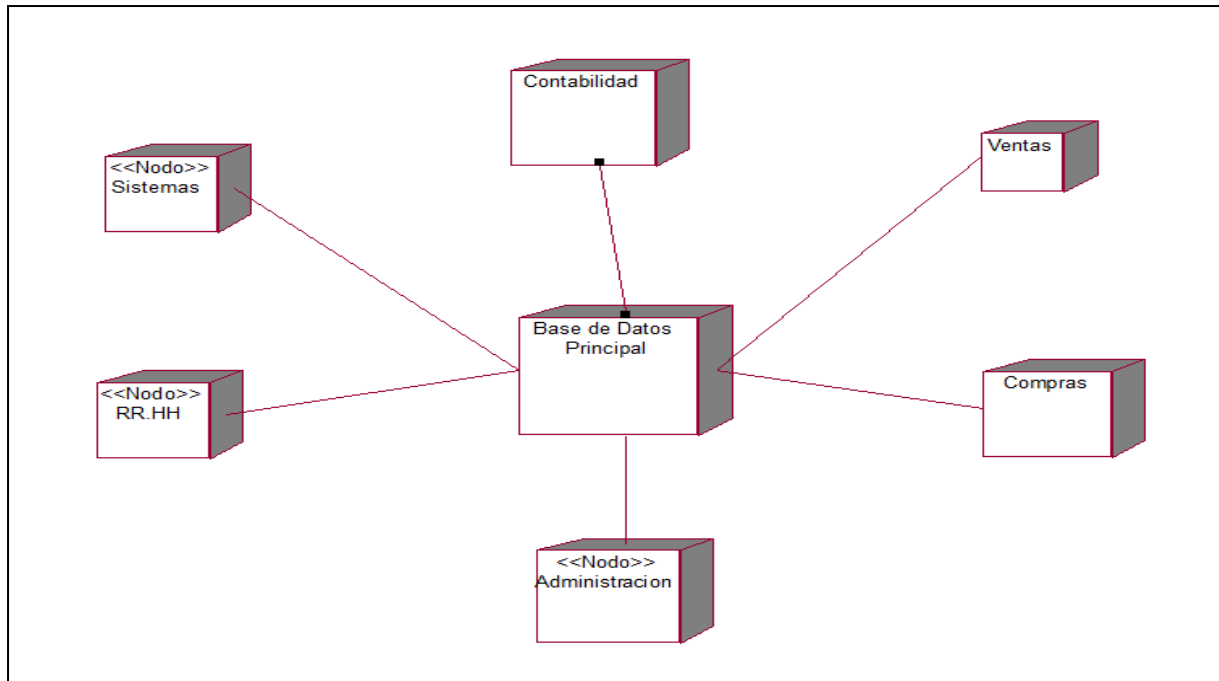 Contabilidad
Ventas
<<Nodo>>
Sistemas
Base de Datos
Principal
<<Nodo>>
RR.HH
Compras
<<Nodo>>
Administracion